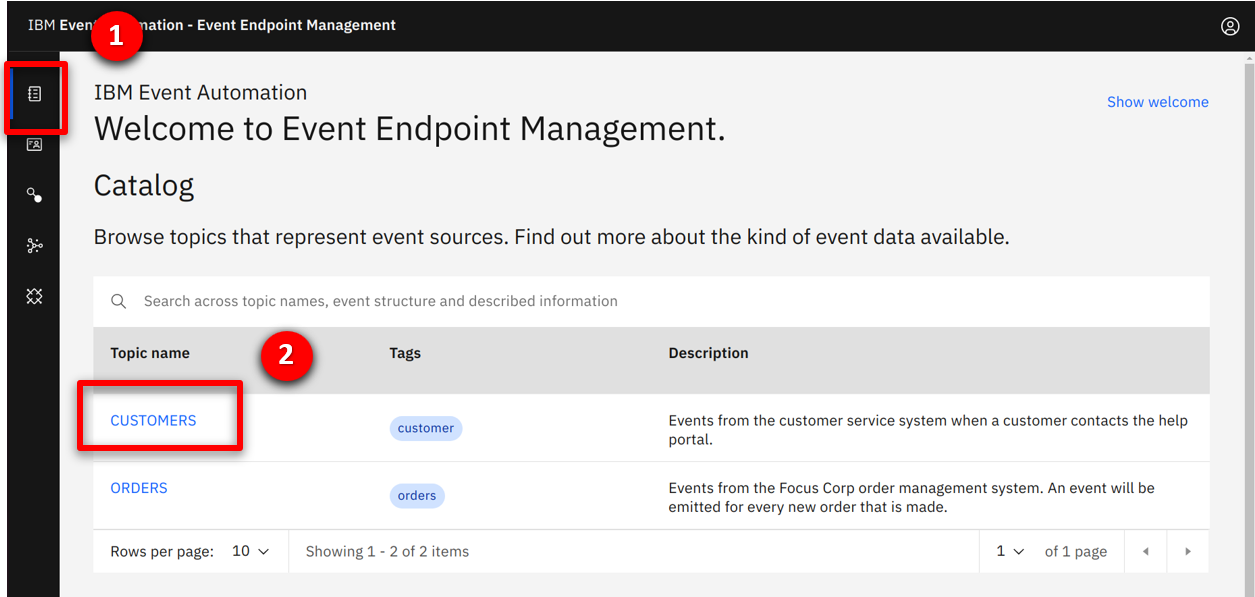 IBM Event mation - Event Endpoint Management
1
IBM Event Automation
Show welcome
Welcome to Event Endpoint Management.
Catalog
Browse topics that represent event sources. Find out more about the kind of event data available.
Search across topic names, event structure and described information
Topic name
2
Tags
Description
CUSTOMERS
customer
Events from the customer service system when a customer contacts the help
portal.
ORDERS
orders
Events from the Focus Corp order management system. An event will be
emitted for every new order that is made.
Rows per page: 10
Showing 1 - 2 of 2 items
1
of 1 page